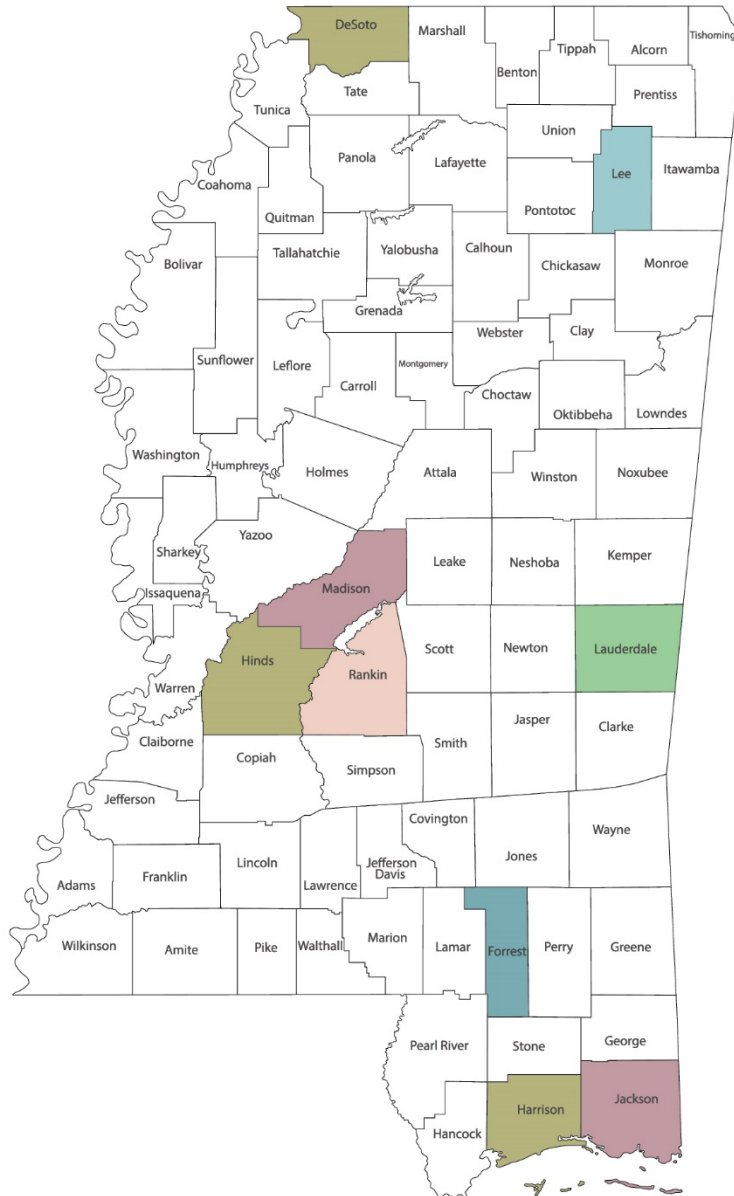 DeSoto
Marshall
Benton
Tippah
Alcorn
Tishoming
Tunica
Tate
Prentiss
Union
Panola
Lafayette
Lee
Itawamba
Coahoma
Quitman
Pontotoc
Bolivar
Tallahatchie
Yalobusha
Calhoun
Chickasaw
Monroe
Grenada
Sunflower
Leflore
Webster
Clay
Carroll
Montgomery
Choctaw
Oktibbeha
Lowndes
Washington
Humphreys
Holmes
Attala
Winston
Noxubee
Sharkey
Yazoo
Leake
Neshoba
Kemper
Issaquena
Madison
Hinds
Rankin
Scott
Newton
Lauderdale
Warren
Claiborne
Copiah
Simpson
Smith
Jasper
Clarke
Jefferson
Covington
Wayne
Lincoln
Lawrence
Jefferson
Davis
Jones
Adams
Franklin
Wilkinson
Amite
Pike
Walthall
Marion
Lamar
Forrest
Perry
Greene
Pearl River
Stone
George
Hancock
Harrison
Jackson